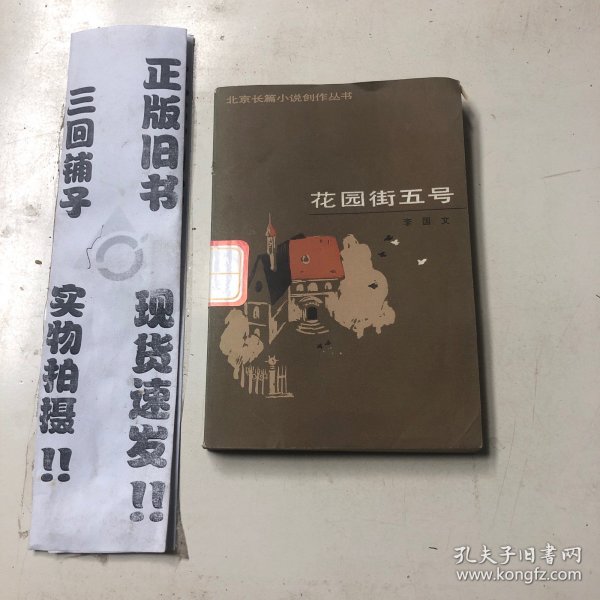 正版旧书
三回铺子
现货速发!!
实物拍摄!!
北京长篇小说创作丛书
花园街五号
李国文
孔夫子旧书网
www.kongfz.com